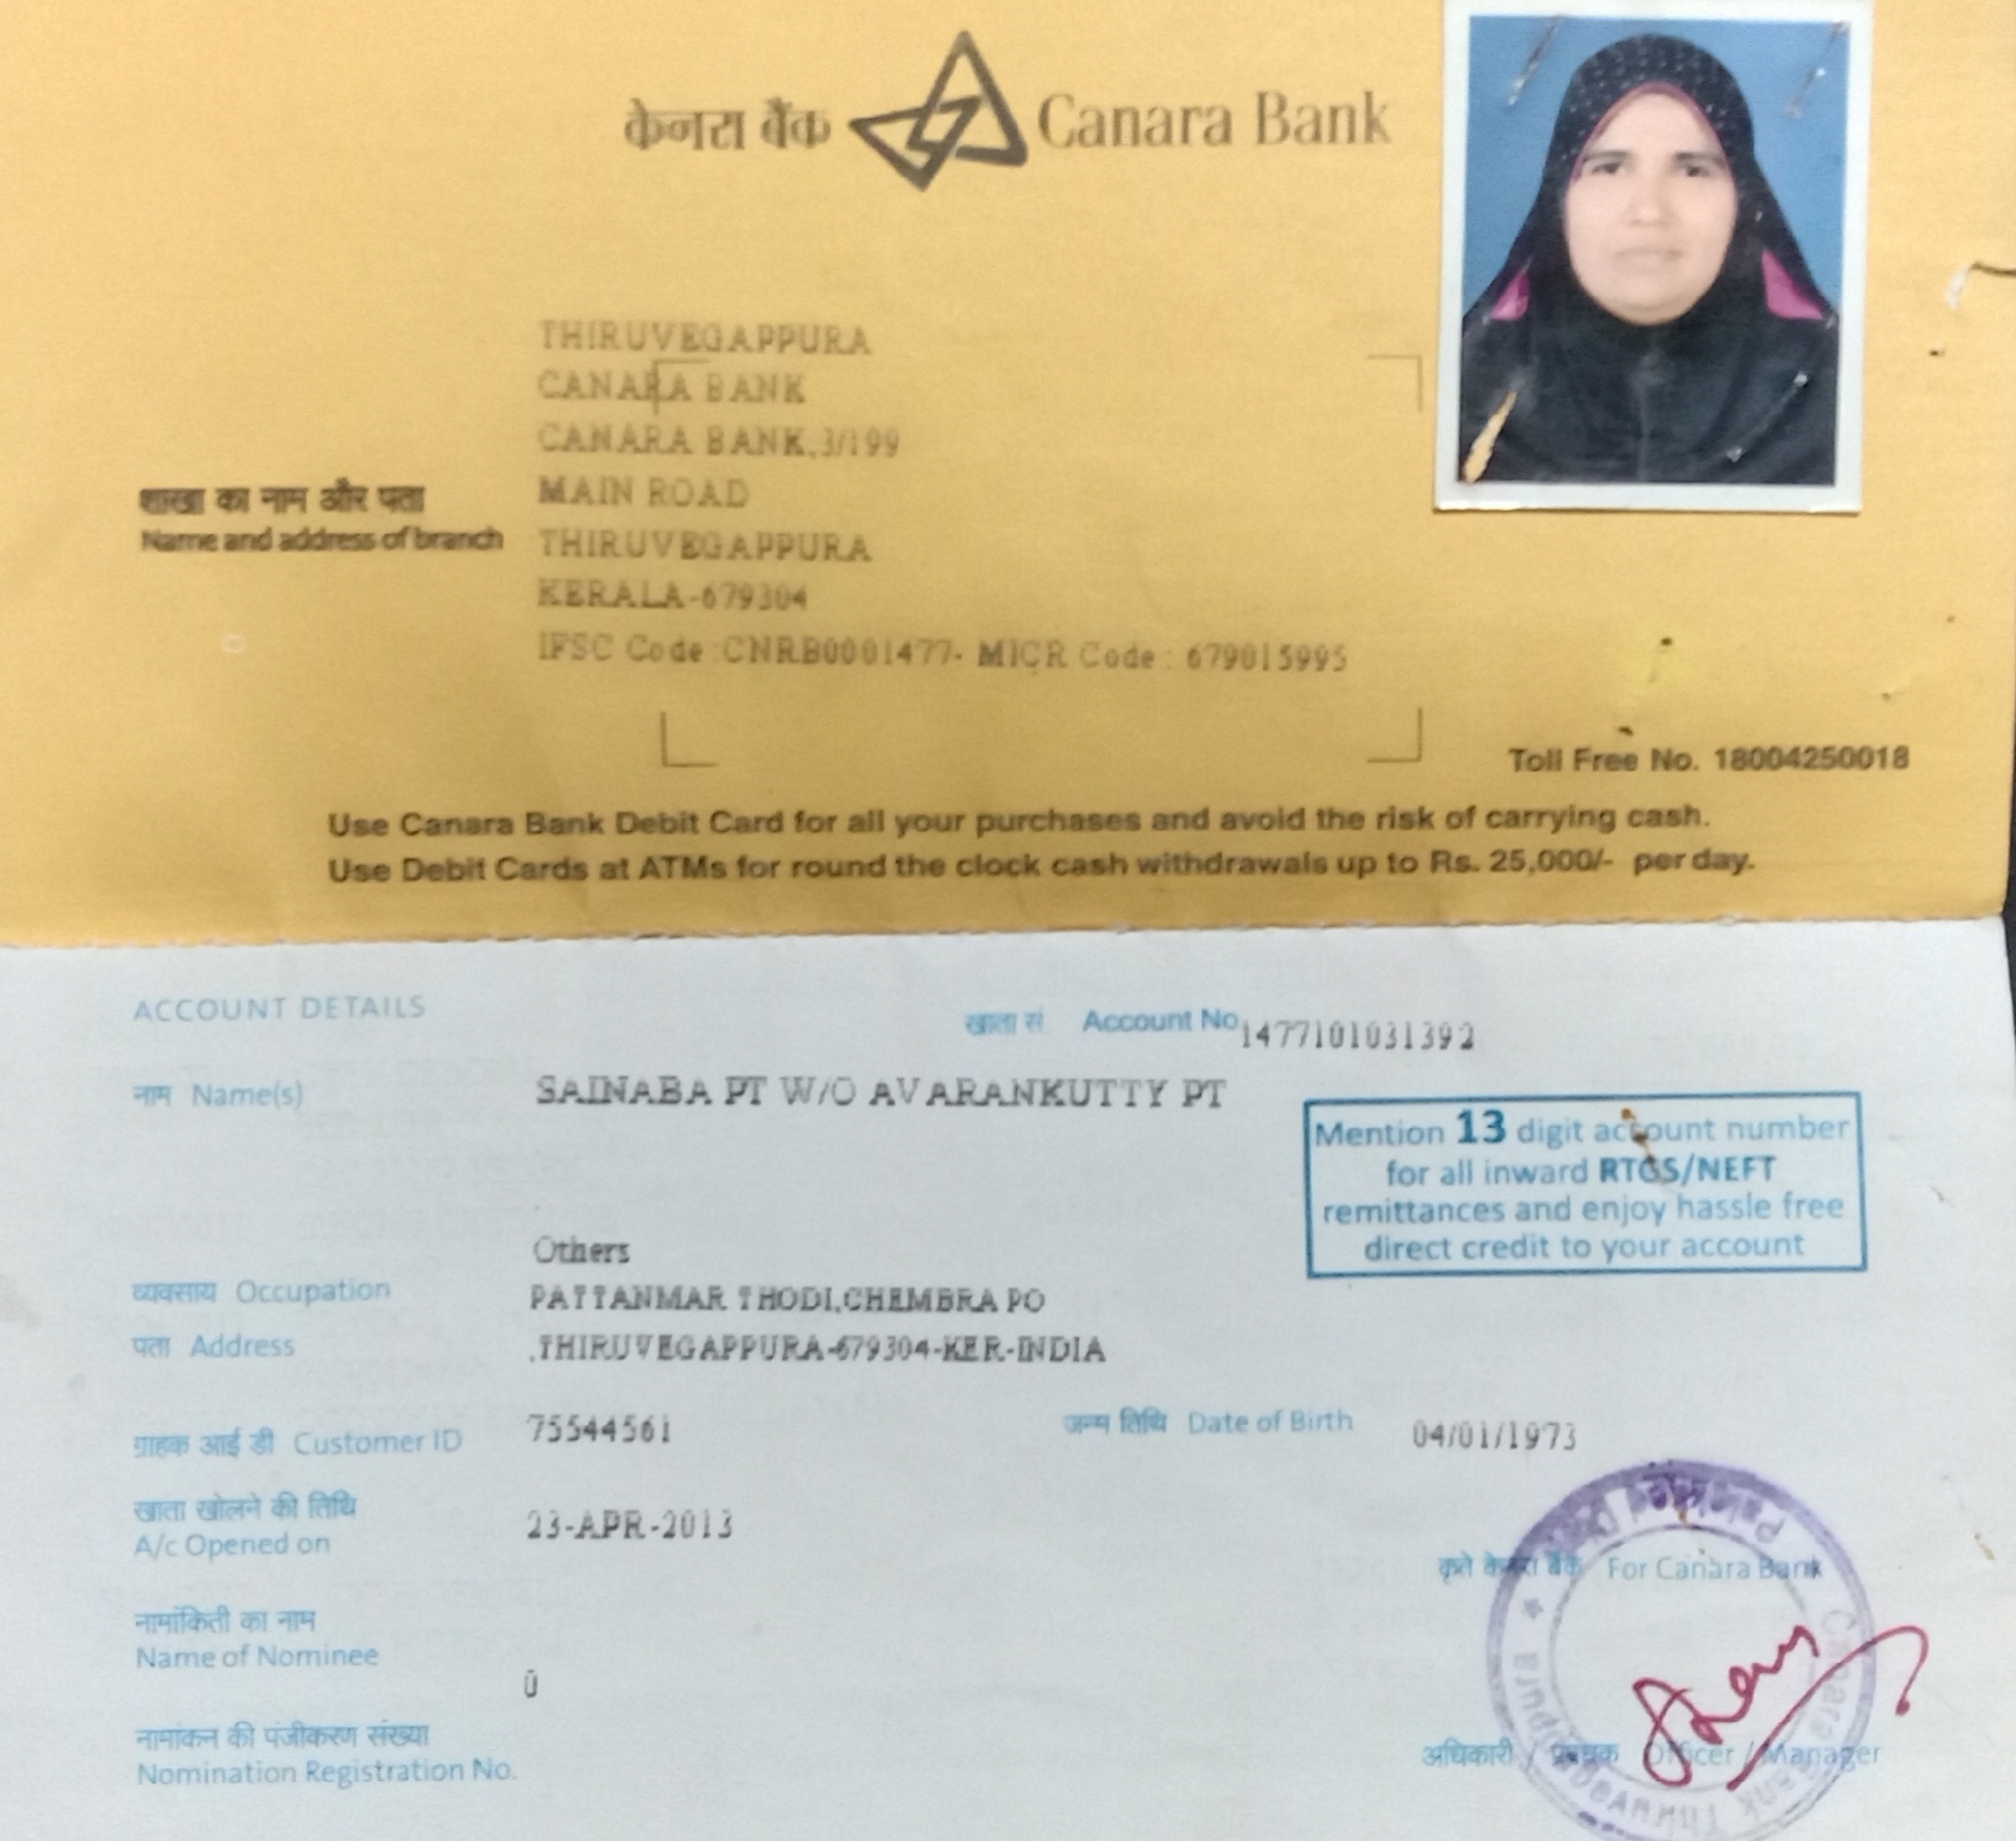 केनरा बैंक Canara Bank
THIRUVEGAPPURA
CANARA BANK
CANARA BANK,3/199
शाखा का नाम और पता MAIN ROAD
Name and address of branch THIRUVEGAPPURA
KERALA-679304
IFSC Code :CNRB0001477- MICR Code : 679015995
Toll Free No. 18004250018
Use Canara Bank Debit Card for all your purchases and avoid the risk of carrying cash.
Use Debit Cards at ATMs for round the clock cash withdrawals up to Rs. 25,000/- per day.
ACCOUNT DETAILS
खाता सं Account No 1477101031392
नाम Name(s) SAINABA PT W/O AVARANKUTTY PT
Mention 13 digit account number
for all inward RTGS/NEFT
remittances and enjoy hassle free
direct credit to your account
Others
व्यवसाय Occupation PATTANMAR THODI,CHEMBRA PO
पता Address .THIRUVEGAPPURA-679304-KER-INDIA
ग्राहक आई डी Customer ID 75544561 जन्म तिथि Date of Birth 04/01/1973
खाता खोलने की तिथि
A/c Opened on 23-APR-2013
कृते केनरा बैंक For Canara Bank
नामांकिती का नाम
Name of Nominee
0
नामांकन की पंजीकरण संख्या
Nomination Registration No.
अधिकारी / प्रबंधक Officer / Manager